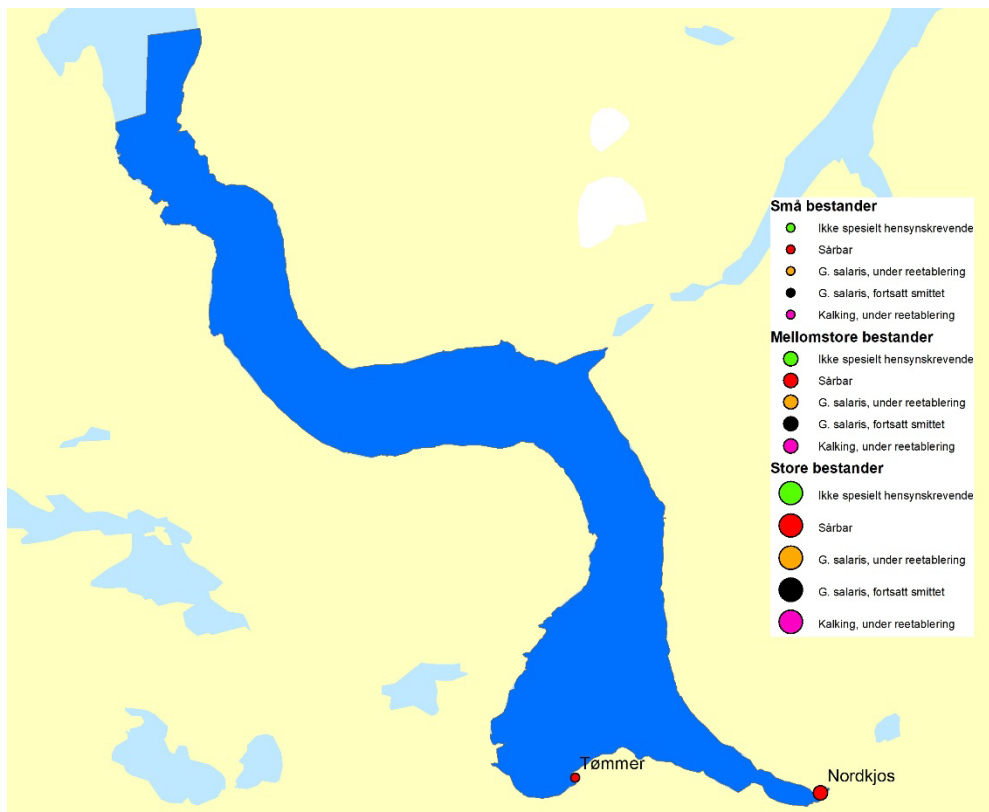 Små bestander
Ikke spesielt hensynskrevende
Sårbar
G. salaris, under reetablering
G. salaris, fortsatt smittet
Kalking, under reetablering
Mellomstore bestander
Ikke spesielt hensynskrevende
Sårbar
G. salaris, under reetablering
G. salaris, fortsatt smittet
Kalking, under reetablering
Store bestander
Ikke spesielt hensynskrevende
Sårbar
G. salaris, under reetablering
G. salaris, fortsatt smittet
Kalking, under reetablering
Tømmer
Nordkjos